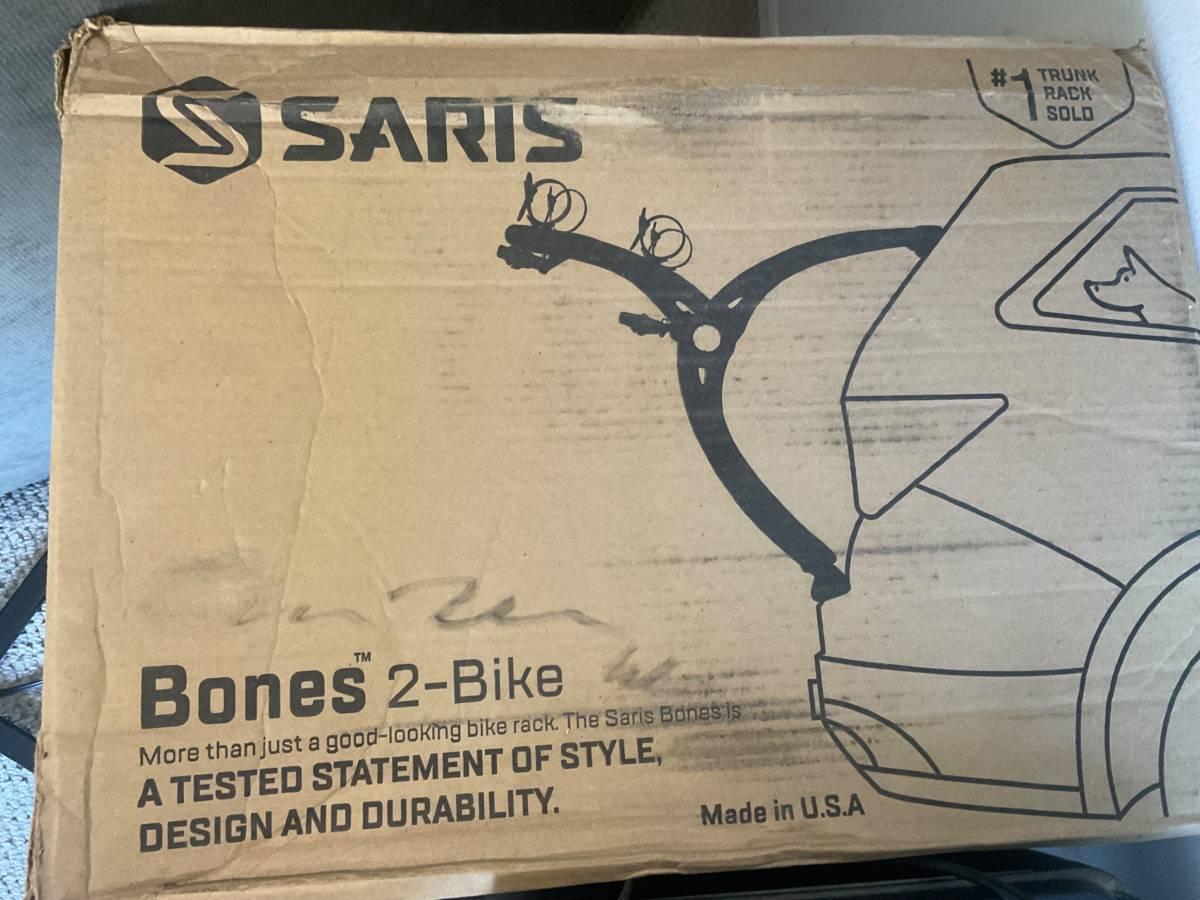 SARIS
#1 TRUNK
RACK
SOLD
Bones™ 2-Bike
More than just a good-looking bike rack. The Saris Bones is
A TESTED STATEMENT OF STYLE,
DESIGN AND DURABILITY.
Made in U.S.A